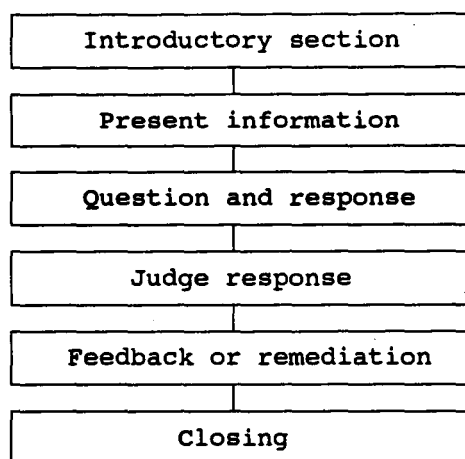 Introductory section
Present information
Question and response
Judge response
Feedback or remediation
Closing